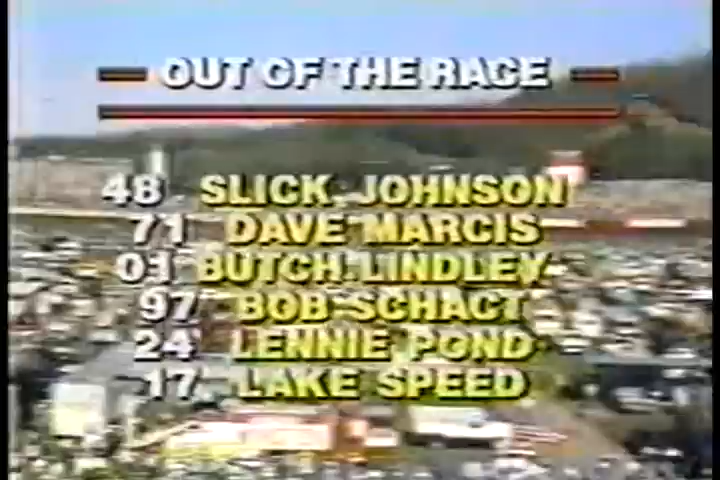 OUT OF THE RACE
48 SLICK JOHNSON
71 DAVE MARCIS
01 BUTCH LINDLEY
97 BOB SCHACT
24 LENNIE POND
17 LAKE SPEED